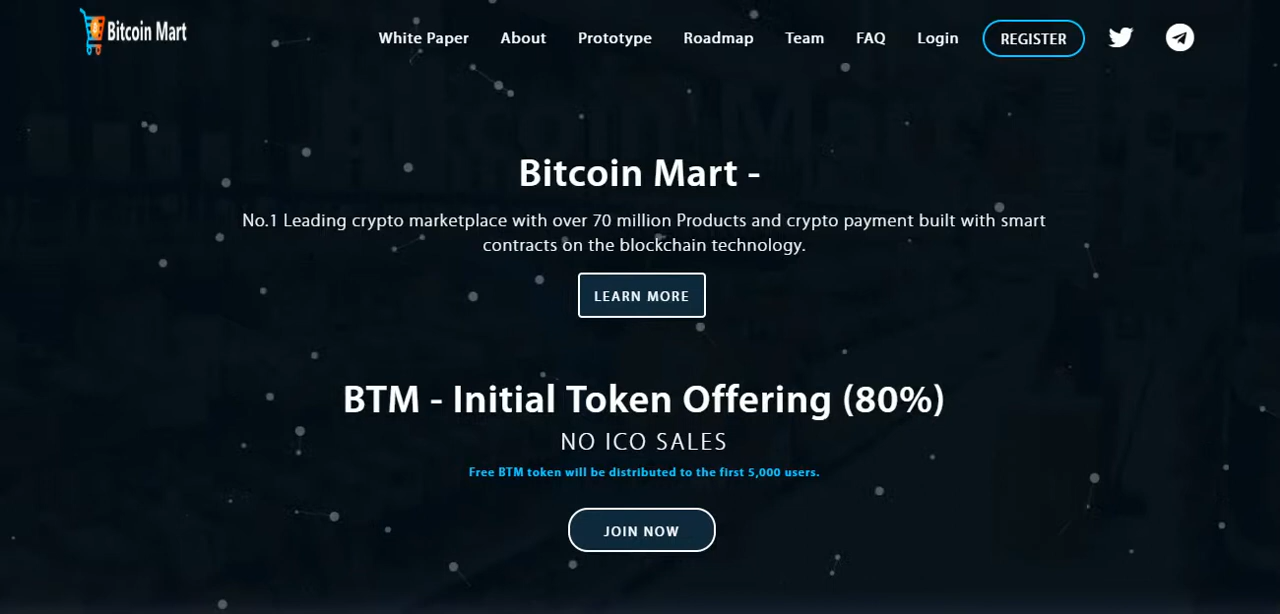 Bitcoin Mart
White Paper About Prototype Roadmap Team FAQ Login REGISTER
Bitcoin Mart -
No.1 Leading crypto marketplace with over 70 million Products and crypto payment built with smart
contracts on the blockchain technology.
LEARN MORE
BTM - Initial Token Offering (80%)
NO ICO SALES
Free BTM token will be distributed to the first 5,000 users.
JOIN NOW